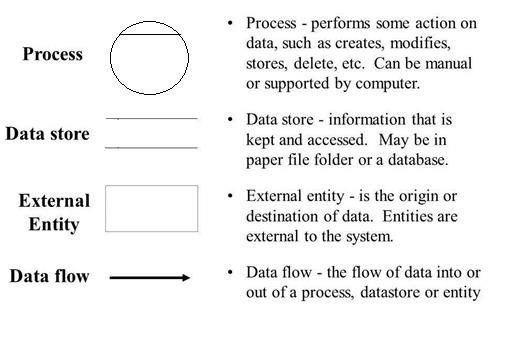 Process
• Process - performs some action on
data, such as creates, modifies,
stores, delete, etc. Can be manual
or supported by computer.
Data store
• Data store - information that is
kept and accessed. May be in
paper file folder or a database.
External
Entity
• External entity - is the origin or
destination of data. Entities are
external to the system.
Data flow
• Data flow - the flow of data into or
out of a process, datastore or entity